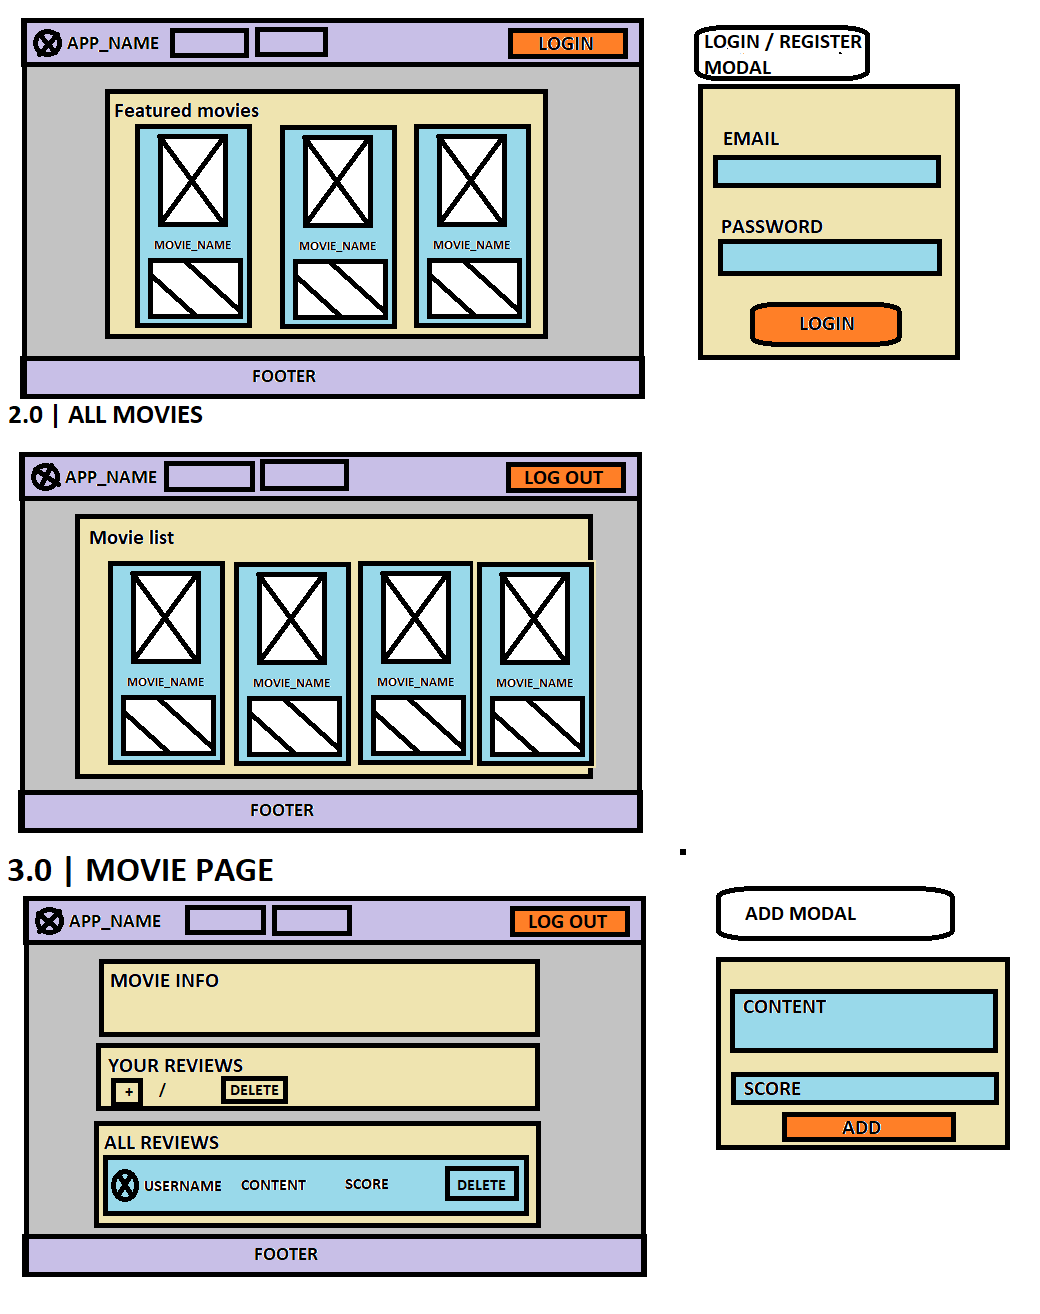 APP_NAME
LOGIN
Featured movies
MOVIE_NAME
MOVIE_NAME
MOVIE_NAME
FOOTER
LOGIN / REGISTER
MODAL
EMAIL
PASSWORD
LOGIN
2.0 | ALL MOVIES
APP_NAME
LOG OUT
Movie list
MOVIE_NAME
MOVIE_NAME
MOVIE_NAME
MOVIE_NAME
FOOTER
3.0 | MOVIE PAGE
APP_NAME
LOG OUT
MOVIE INFO
YOUR REVIEWS
+ / DELETE
ALL REVIEWS
USERNAME CONTENT SCORE DELETE
FOOTER
ADD MODAL
CONTENT
SCORE
ADD